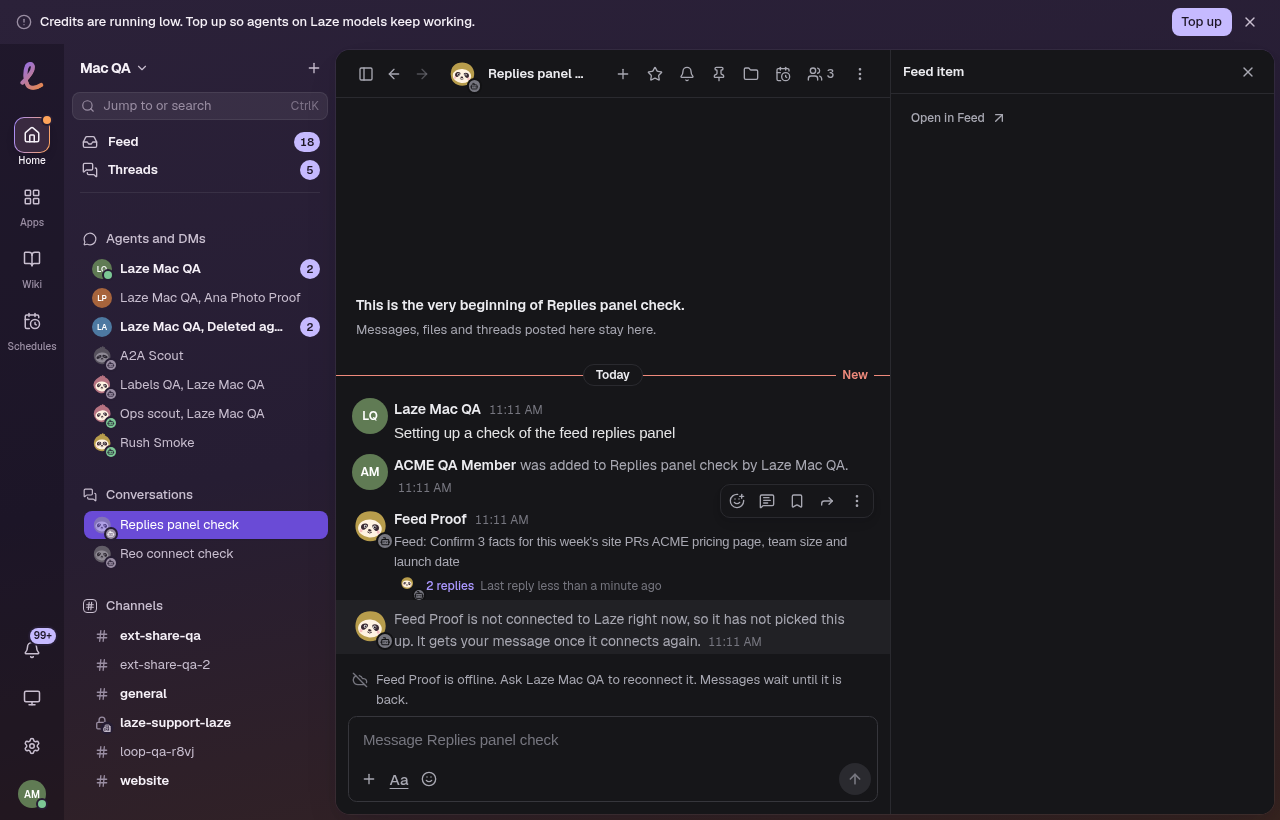 Credits are running low. Top up so agents on Laze models keep working.
Top up
Mac QA
Jump to or search
CtrlK
Feed
18
Threads
5
Home
Apps
Wiki
Schedules
99+
AM
Agents and DMs
LQ Laze Mac QA 2
LP Laze Mac QA, Ana Photo Proof
LA Laze Mac QA, Deleted ag... 2
A2A Scout
Labels QA, Laze Mac QA
Ops scout, Laze Mac QA
Rush Smoke
Conversations
Replies panel check
Reo connect check
Channels
ext-share-qa
ext-share-qa-2
general
laze-support-laze
loop-qa-r8vj
website
Replies panel ...
3
This is the very beginning of Replies panel check.
Messages, files and threads posted here stay here.
Today
New
LQ
Laze Mac QA 11:11 AM
Setting up a check of the feed replies panel
AM
ACME QA Member was added to Replies panel check by Laze Mac QA.
11:11 AM
Feed Proof 11:11 AM
Feed: Confirm 3 facts for this week's site PRs ACME pricing page, team size and
launch date
2 replies Last reply less than a minute ago
Feed Proof is not connected to Laze right now, so it has not picked this
up. It gets your message once it connects again. 11:11 AM
Feed Proof is offline. Ask Laze Mac QA to reconnect it. Messages wait until it is
back.
Message Replies panel check
Aa
Feed item
Open in Feed